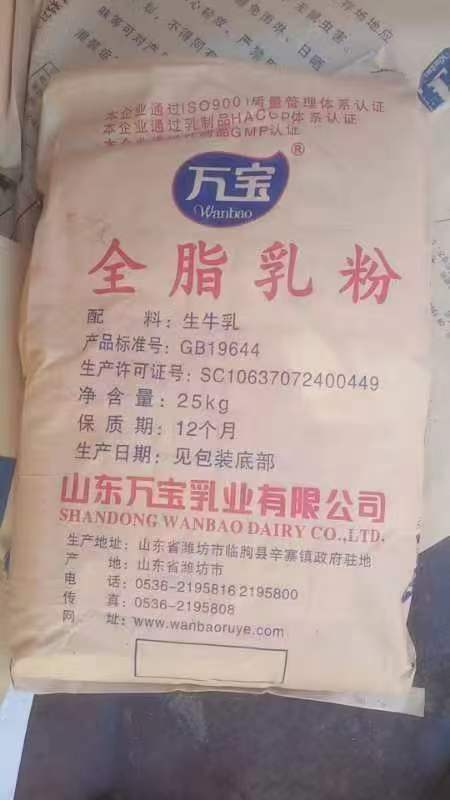 本企业通过ISO9001质量管理体系认证
本企业通过乳制品HACCP体系认证
GMP认证
万宝
®
Wanbao
全脂乳粉
配 料：生牛乳
产品标准号：GB19644
生产许可证号：SC10637072400449
净含量：25kg
保质期：12个月
生产日期：见包装底部
山东万宝乳业有限公司
SHANDONG WANBAO DAIRY CO.,LTD.
生产地址：山东省潍坊市临朐县辛寨镇政府驻地
产 地：山东省潍坊市
电 话：0536-2195816 2195800
传 真：0536-2195808
网 址：www.wanbaoruye.com